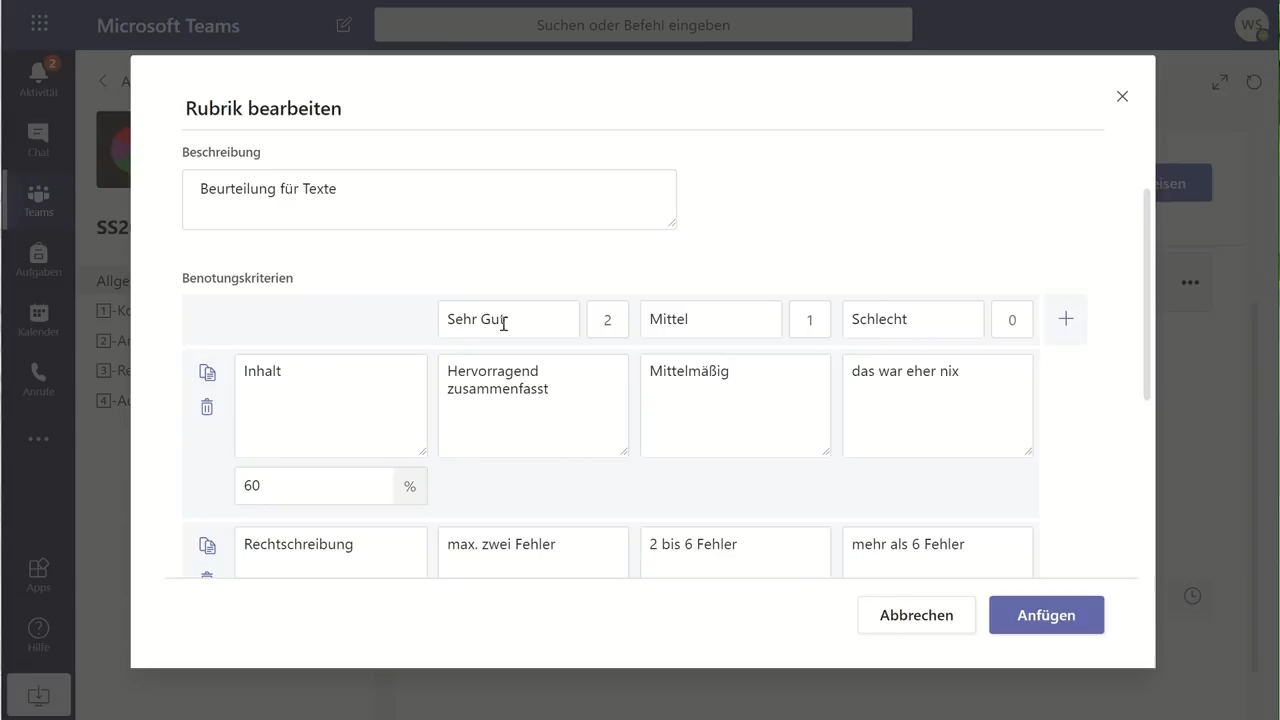 Microsoft Teams
Suchen oder Befehl eingeben
WS
2
Aktivität
Chat
Teams
Aufgaben
Kalender
Anrufe
Apps
Hilfe
Rubrik bearbeiten
Beschreibung
Beurteilung für Texte
Benotungskriterien
Sehr Gut 2 Mittel 1 Schlecht 0
Inhalt
Hervorragend
zusammenfasst
Mittelmäßig
das war eher nix
60 %
Rechtschreibung max. zwei Fehler 2 bis 6 Fehler mehr als 6 Fehler
Abbrechen Anfügen